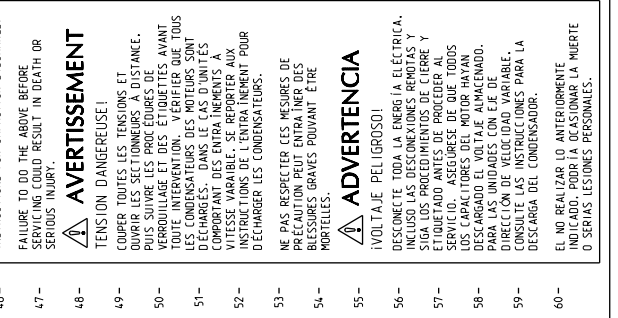 FAILURE TO DO THE ABOVE BEFORE
SERVICING COULD RESULT IN DEATH OR
SERIOUS INJURY.
AVERTISSEMENT
TENSION DANGEREUSE!
COUPER TOUTES LES TENSIONS ET
OUVRIR LES SECTIONNEURS À DISTANCE,
PUIS SUIVRE LES PROCÉDURES DE
VERROUILLAGE ET DES ÉTIQUETTES AVANT
TOUTE INTERVENTION. VÉRIFIER QUE TOUS
LES CONDENSATEURS DES MOTEURS SONT
DÉCHARGÉS. DANS LE CAS D'UNITÉS
COMPORTANT DES ENTRAÎNEMENTS À
VITESSE VARAIBLE, SE REPORTER AUX
INSTRUCTIONS DE L'ENTRAÎNEMENT POUR
DÉCHARGER LES CONDENSATEURS.
NE PAS RESPECTER CES MESURES DE
PRÉCAUTION PEUT ENTRAÎNER DES
BLESSURES GRAVES POUVANT ÊTRE
MORTELLES.
ADVERTENCIA
¡VOLTAJE PELIGROSO!
DESCONECTE TODA LA ENERGÍA ELÉCTRICA,
INCLUSO LAS DESCONEXIONES REMOTAS Y
SIGA LOS PROCEDIMIENTOS DE CIERRE Y
ETIQUETADO ANTES DE PROCEDER AL
SERVICIO. ASEGÚRESE DE QUE TODOS
LOS CAPACITORES DEL MOTOR HAYAN
DESCARGADO EL VOLTAJE ALMACENADO.
PARA LAS UNIDADES CON EJE DE
DIRECCIÓN DE VELOCIDAD VARIABLE,
CONSULTE LAS INSTRUCCIONES PARA LA
DESCARGA DEL CONDENSADOR.
EL NO REALIZAR LO ANTERIORMENTE
INDICADO, PODRÍA OCASIONAR LA MUERTE
O SERIAS LESIONES PERSONALES.
47-
48-
49-
50-
51-
52-
53-
54-
55-
56-
57-
58-
59-
60-